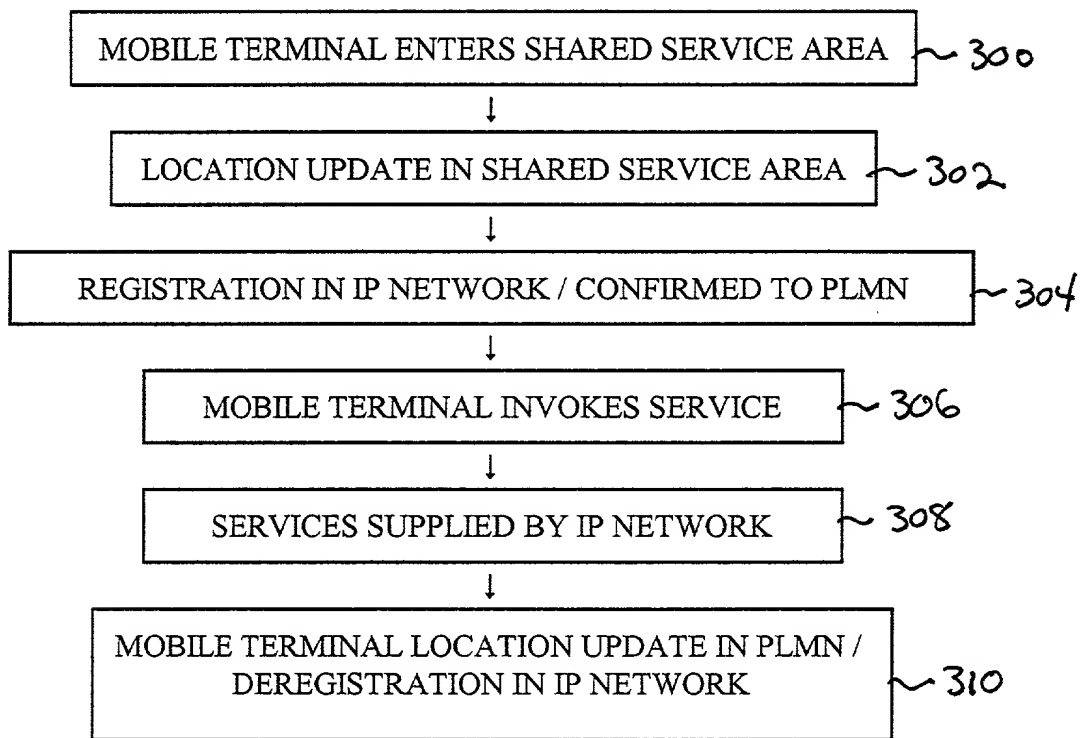 MOBILE TERMINAL ENTERS SHARED SERVICE AREA 300
LOCATION UPDATE IN SHARED SERVICE AREA 302
REGISTRATION IN IP NETWORK / CONFIRMED TO PLMN 304
MOBILE TERMINAL INVOKES SERVICE 306
SERVICES SUPPLIED BY IP NETWORK 308
MOBILE TERMINAL LOCATION UPDATE IN PLMN /
DEREGISTRATION IN IP NETWORK 310